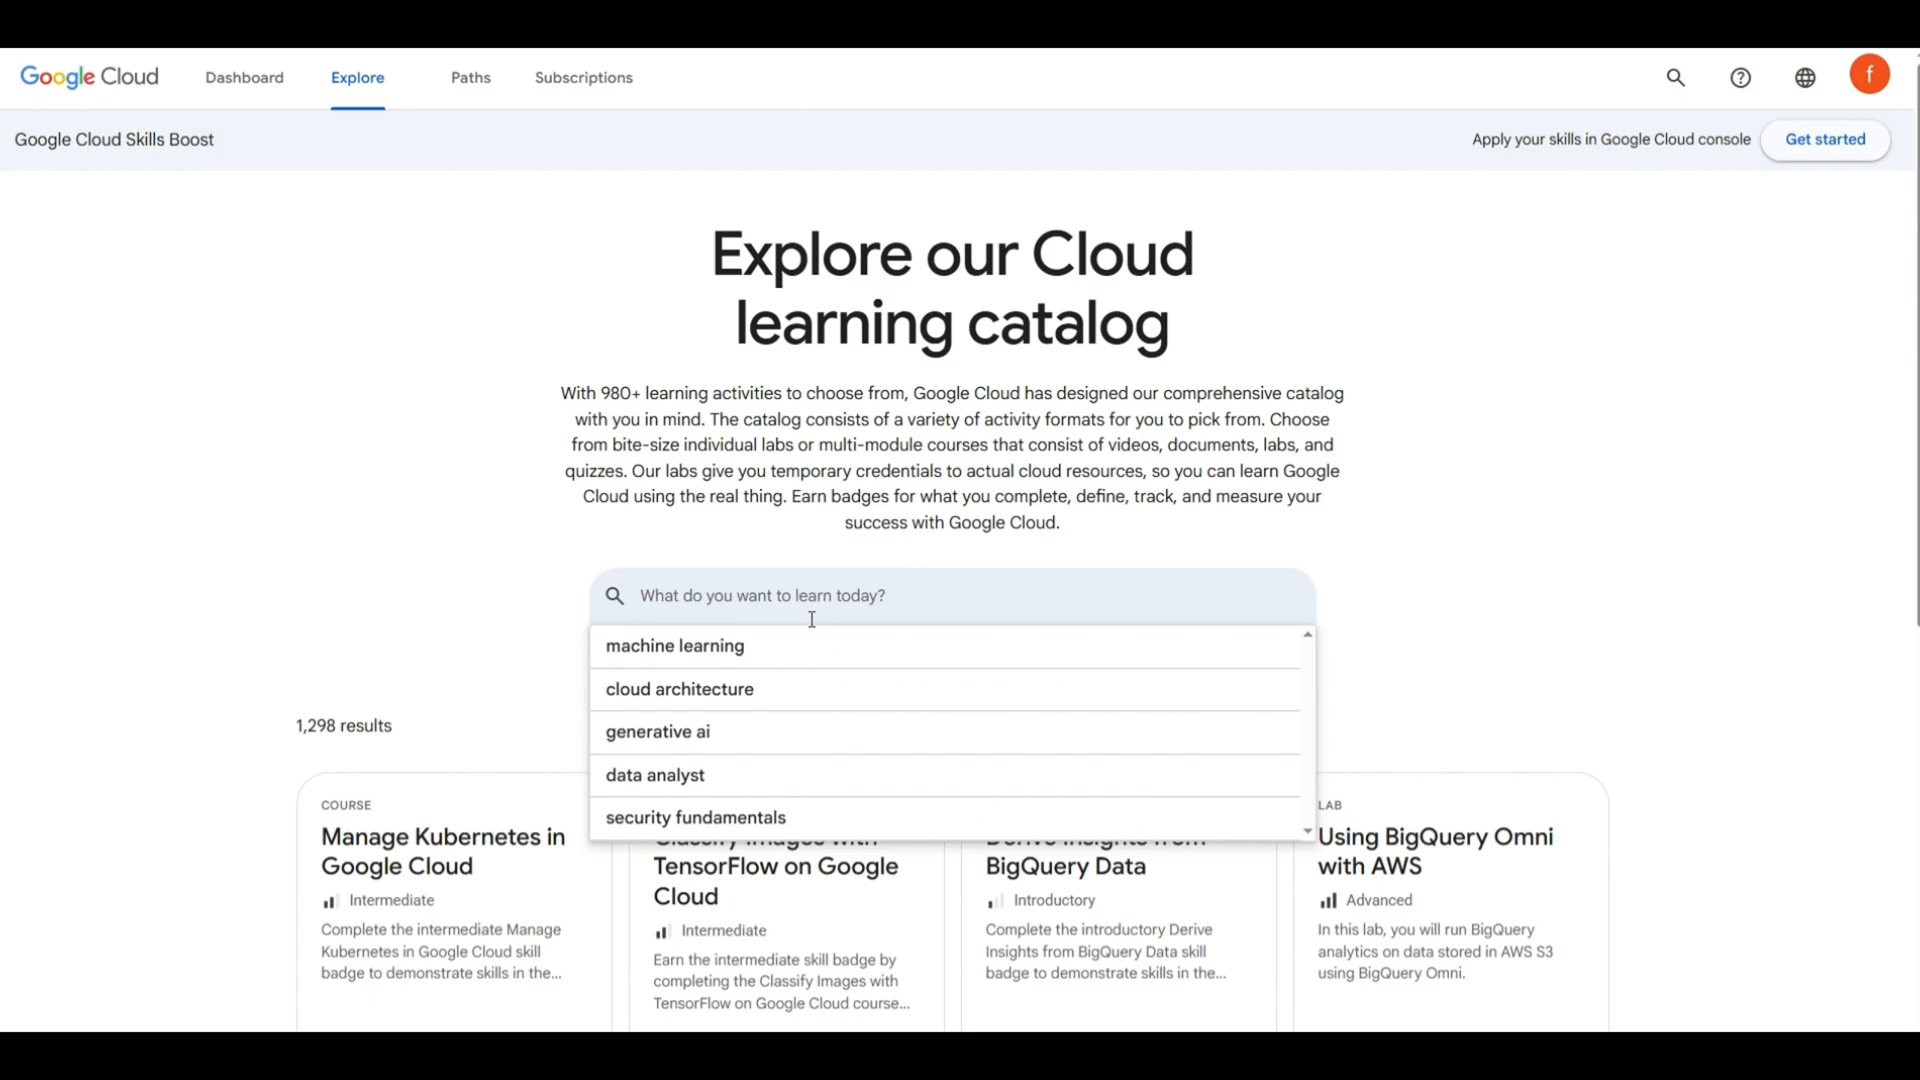 Google Cloud Dashboard Explore Paths Subscriptions f
Google Cloud Skills Boost Apply your skills in Google Cloud console Get started
Explore our Cloud
learning catalog
With 980+ learning activities to choose from, Google Cloud has designed our comprehensive catalog
with you in mind. The catalog consists of a variety of activity formats for you to pick from. Choose
from bite-size individual labs or multi-module courses that consist of videos, documents, labs, and
quizzes. Our labs give you temporary credentials to actual cloud resources, so you can learn Google
Cloud using the real thing. Earn badges for what you complete, define, track, and measure your
success with Google Cloud.
What do you want to learn today?
machine learning
cloud architecture
generative ai
data analyst
security fundamentals
1,298 results
COURSE
Manage Kubernetes in
Google Cloud
Intermediate
Complete the intermediate Manage
Kubernetes in Google Cloud skill
badge to demonstrate skills in the...
Classify Images with
TensorFlow on Google
Cloud
Intermediate
Earn the intermediate skill badge by
completing the Classify Images with
TensorFlow on Google Cloud course...
Derive Insights from
BigQuery Data
Introductory
Complete the introductory Derive
Insights from BigQuery Data skill
badge to demonstrate skills in the...
LAB
Using BigQuery Omni
with AWS
Advanced
In this lab, you will run BigQuery
analytics on data stored in AWS S3
using BigQuery Omni.